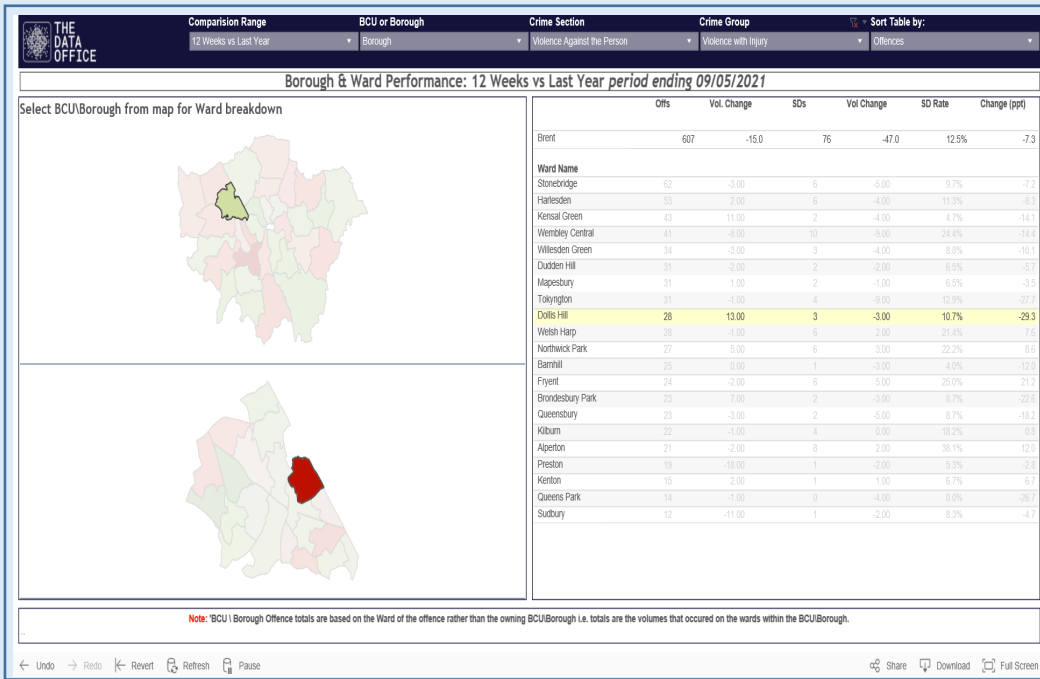 THE
DATA
OFFICE
Comparision Range BCU or Borough Crime Section Crime Group Sort Table by:
12 Weeks vs Last Year Borough Violence Against the Person Violence with Injury Offences
Borough & Ward Performance: 12 Weeks vs Last Year period ending 09/05/2021
Select BCU\Borough from map for Ward breakdown
Offs Vol. Change SDs Vol Change SD Rate Change (ppt)
Brent 607 -15.0 76 -47.0 12.5% -7.3
Ward Name
Stonebridge 62 -3.00 6 -5.00 9.7% -7.2
Harlesden 53 2.00 6 -4.00 11.3% -8.3
Kensal Green 43 11.00 2 -4.00 4.7% -14.1
Wembley Central 41 -8.00 10 -9.00 24.4% -14.4
Willesden Green 34 -3.00 3 -4.00 8.8% -10.1
Dudden Hill 31 -2.00 2 -2.00 6.5% -5.7
Mapesbury 31 1.00 2 -1.00 6.5% -3.5
Tokyngton 31 -1.00 4 -9.00 12.9% -27.7
Dollis Hill 28 13.00 3 -3.00 10.7% -29.3
Welsh Harp 28 -1.00 6 2.00 21.4% 7.6
Northwick Park 27 5.00 6 3.00 22.2% 8.6
Barnhill 25 0.00 1 -3.00 4.0% -12.0
Fryent 24 -2.00 6 5.00 25.0% 21.2
Brondesbury Park 23 7.00 2 -3.00 8.7% -22.6
Queensbury 23 -3.00 2 -5.00 8.7% -18.2
Kilburn 22 -1.00 4 0.00 18.2% 0.8
Alperton 21 -2.00 8 2.00 38.1% 12.0
Preston 19 -18.00 1 -2.00 5.3% -2.8
Kenton 15 2.00 1 1.00 6.7% 6.7
Queens Park 14 -1.00 0 -4.00 0.0% -26.7
Sudbury 12 -11.00 1 -2.00 8.3% -4.7
Note: 'BCU \ Borough Offence totals are based on the Ward of the offence rather than the owning BCU\Borough i.e. totals are the volumes that occured on the wards within the BCU\Borough.
Undo Redo Revert Refresh Pause Share Download Full Screen